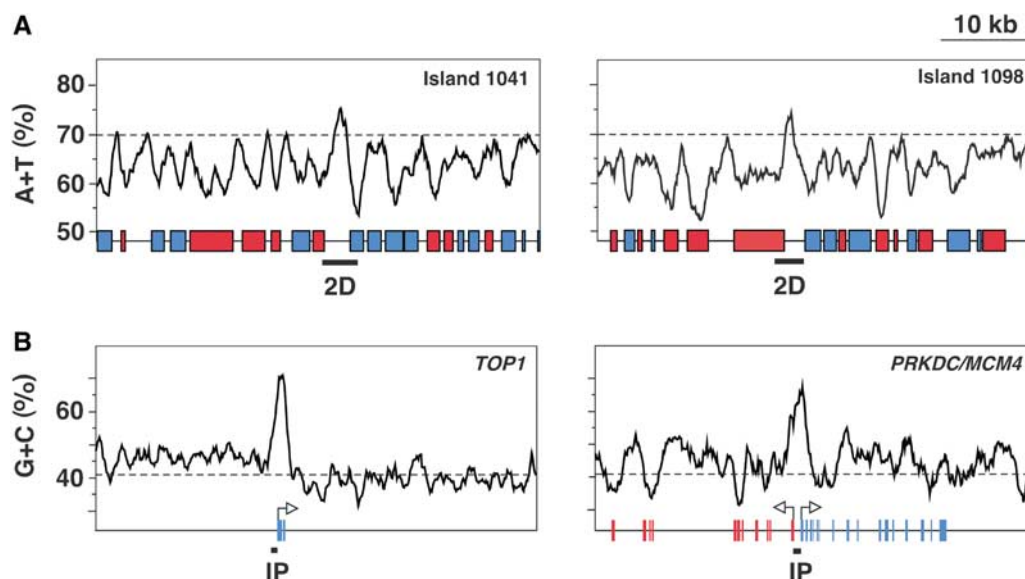 A
10 kb
Island 1041
Island 1098
A+T (%)
80
70
60
50
2D
2D
B
TOP1
PRKDC/MCM4
G+C (%)
60
40
IP
IP